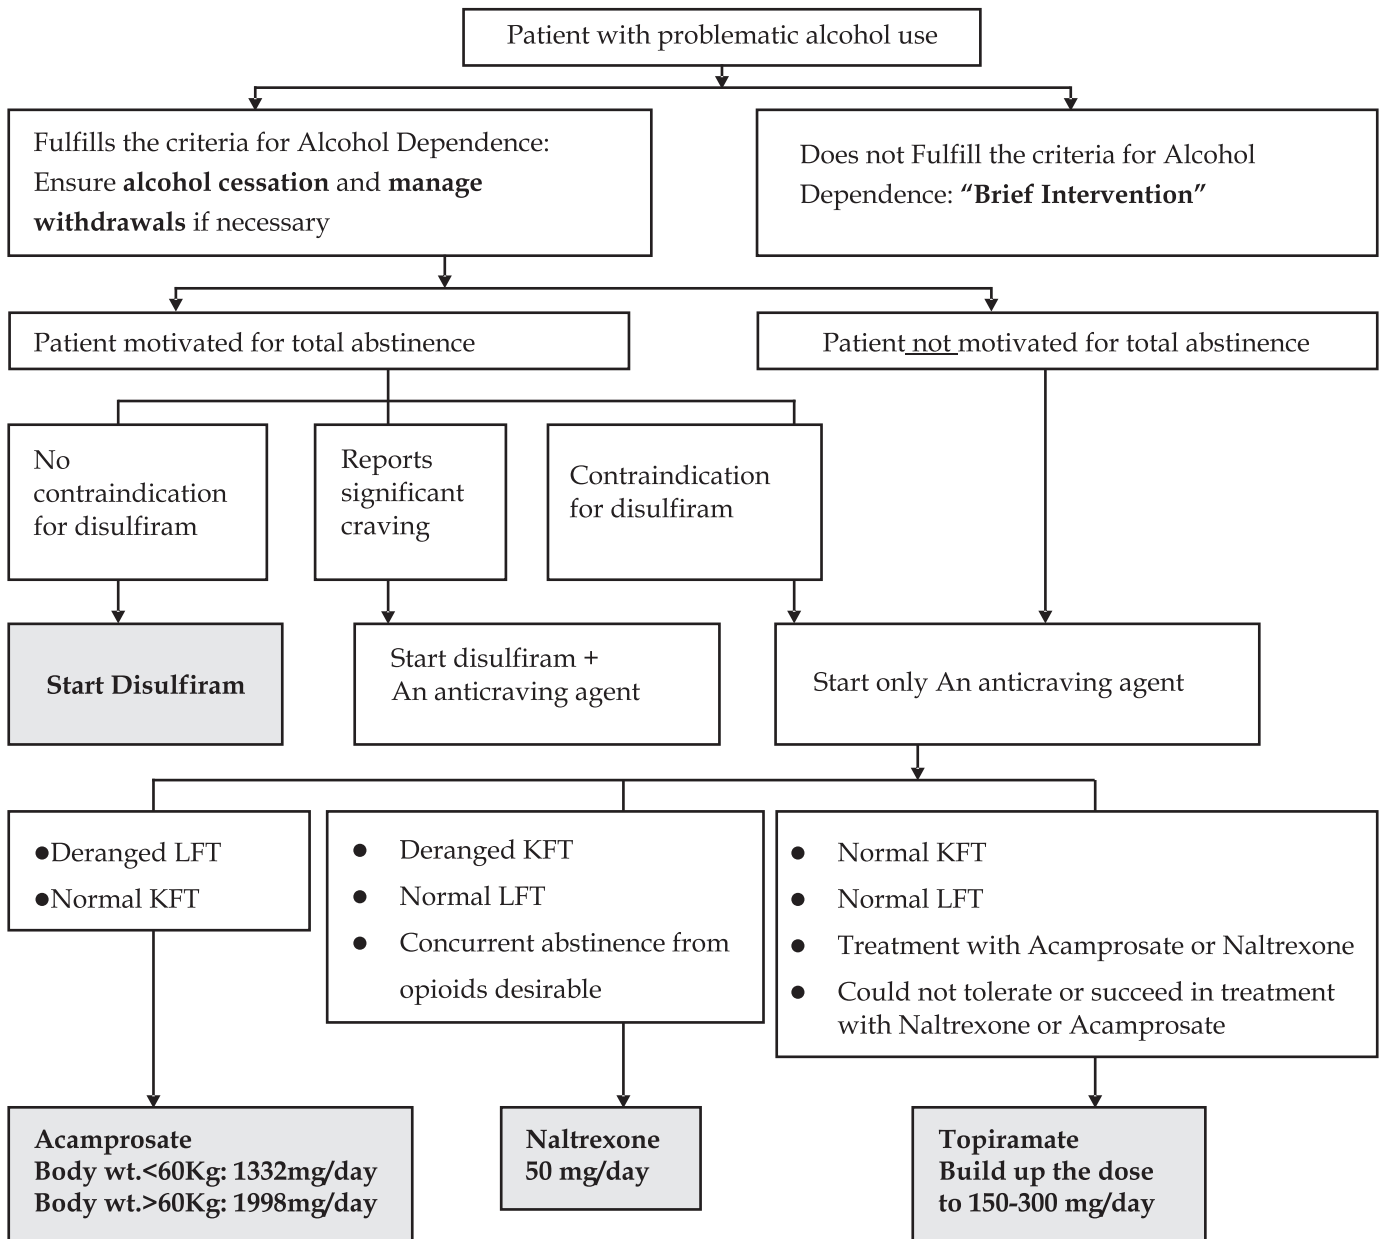 Patient with problematic alcohol use
Fulfills the criteria for Alcohol Dependence:
Ensure alcohol cessation and manage
withdrawals if necessary
Does not Fulfill the criteria for Alcohol
Dependence: “Brief Intervention”
Patient motivated for total abstinence
Patient not motivated for total abstinence
No
contraindication
for disulfiram
Reports
significant
craving
Contraindication
for disulfiram
Start Disulfiram
Start disulfiram +
An anticraving agent
Start only An anticraving agent
●Deranged LFT
●Normal KFT
● Deranged KFT
● Normal LFT
● Concurrent abstinence from
opioids desirable
● Normal KFT
● Normal LFT
● Treatment with Acamprosate or Naltrexone
● Could not tolerate or succeed in treatment
with Naltrexone or Acamprosate
Acamprosate
Body wt.<60Kg: 1332mg/day
Body wt.>60Kg: 1998mg/day
Naltrexone
50 mg/day
Topiramate
Build up the dose
to 150-300 mg/day